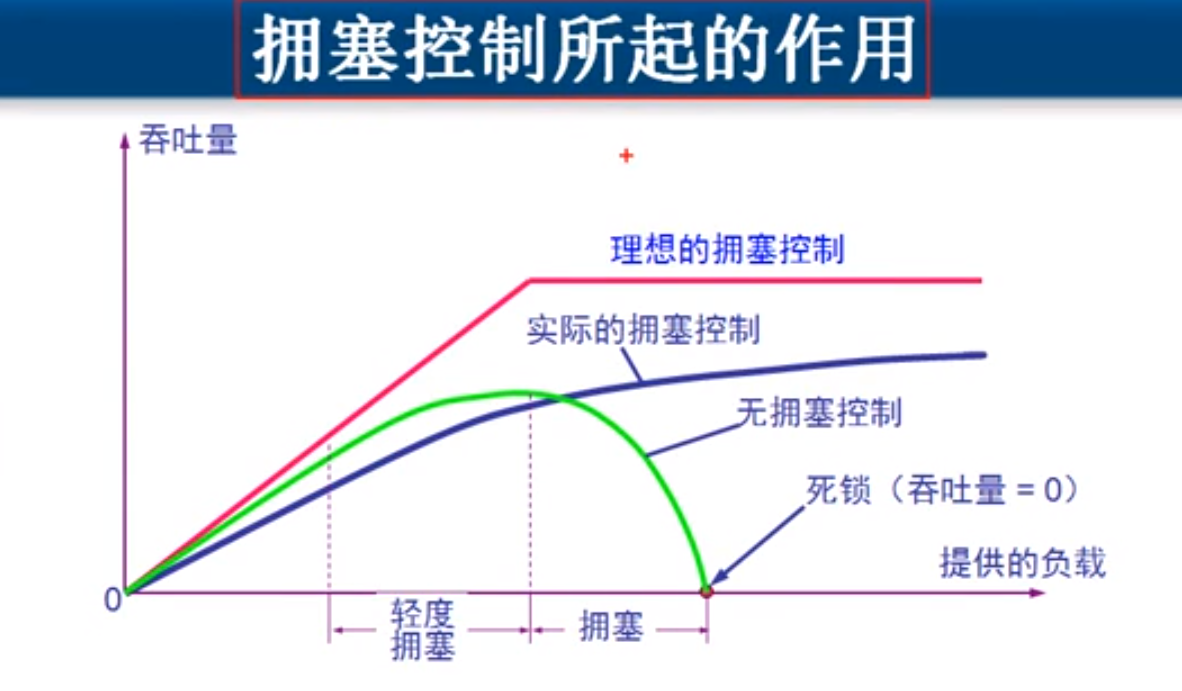 拥塞控制所起的作用
吞吐量
理想的拥塞控制
实际的拥塞控制
无拥塞控制
死锁（吞吐量 = 0）
提供的负载
0
轻度
拥塞
拥塞